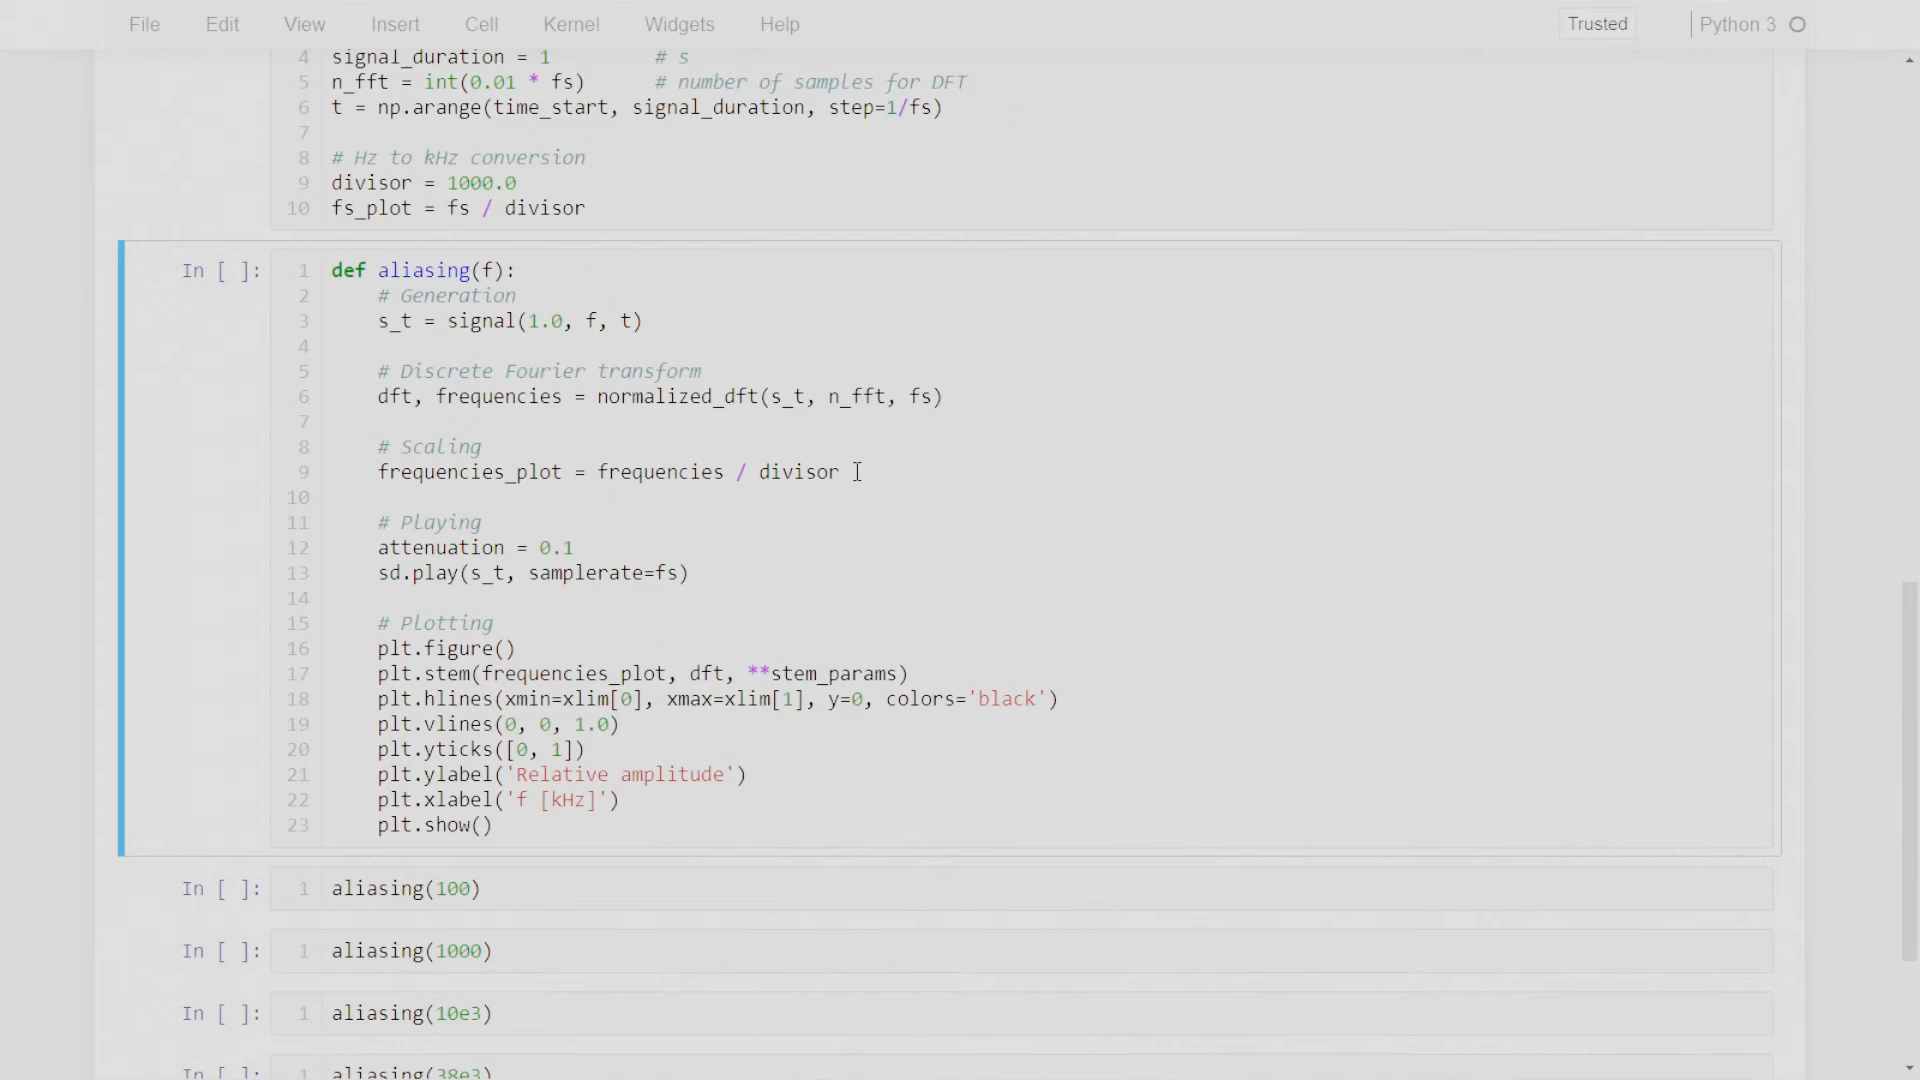 File Edit View Insert Cell Kernel Widgets Help Trusted Python 3
4 signal_duration = 1 # s
5 n_fft = int(0.01 * fs) # number of samples for DFT
6 t = np.arange(time_start, signal_duration, step=1/fs)
7
8 # Hz to kHz conversion
9 divisor = 1000.0
10 fs_plot = fs / divisor
In [ ]: 1 def aliasing(f):
2 # Generation
3 s_t = signal(1.0, f, t)
4
5 # Discrete Fourier transform
6 dft, frequencies = normalized_dft(s_t, n_fft, fs)
7
8 # Scaling
9 frequencies_plot = frequencies / divisor
10
11 # Playing
12 attenuation = 0.1
13 sd.play(s_t, samplerate=fs)
14
15 # Plotting
16 plt.figure()
17 plt.stem(frequencies_plot, dft, **stem_params)
18 plt.hlines(xmin=xlim[0], xmax=xlim[1], y=0, colors='black')
19 plt.vlines(0, 0, 1.0)
20 plt.yticks([0, 1])
21 plt.ylabel('Relative amplitude')
22 plt.xlabel('f [kHz]')
23 plt.show()
In [ ]: 1 aliasing(100)
In [ ]: 1 aliasing(1000)
In [ ]: 1 aliasing(10e3)
In [ ]: 1 aliasing(38e3)